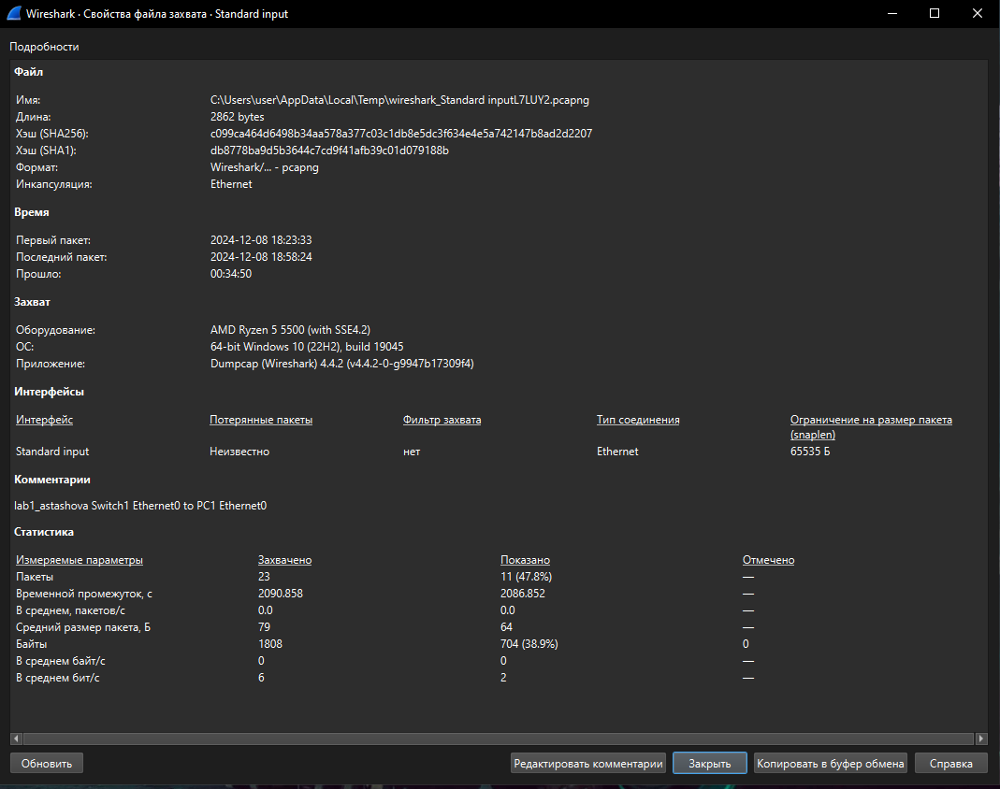 Wireshark · Свойства файла захвата · Standard input
Подробности
Файл
Имя: C:\Users\user\AppData\Local\Temp\wireshark_Standard inputL7LUY2.pcapng
Длина: 2862 bytes
Хэш (SHA256): c099ca464d6498b34aa578a377c03c1db8e5dc3f634e4e5a742147b8ad2d2207
Хэш (SHA1): db8778ba9d5b3644c7cd9f41afb39c01d079188b
Формат: Wireshark/... - pcapng
Инкапсуляция: Ethernet
Время
Первый пакет: 2024-12-08 18:23:33
Последний пакет: 2024-12-08 18:58:24
Прошло: 00:34:50
Захват
Оборудование: AMD Ryzen 5 5500 (with SSE4.2)
ОС: 64-bit Windows 10 (22H2), build 19045
Приложение: Dumpcap (Wireshark) 4.4.2 (v4.4.2-0-g9947b17309f4)
Интерфейсы
Интерфейс Потерянные пакеты Фильтр захвата Тип соединения Ограничение на размер пакета
(snaplen)
Standard input Неизвестно нет Ethernet 65535 Б
Комментарии
lab1_astashova Switch1 Ethernet0 to PC1 Ethernet0
Статистика
Измеряемые параметры Захвачено Показано Отмечено
Пакеты 23 11 (47.8%) —
Временной промежуток, с 2090.858 2086.852 —
В среднем, пакетов/с 0.0 0.0 —
Средний размер пакета, Б 79 64 —
Байты 1808 704 (38.9%) 0
В среднем байт/с 0 0 —
В среднем бит/с 6 2 —
Обновить Редактировать комментарии Закрыть Копировать в буфер обмена Справка